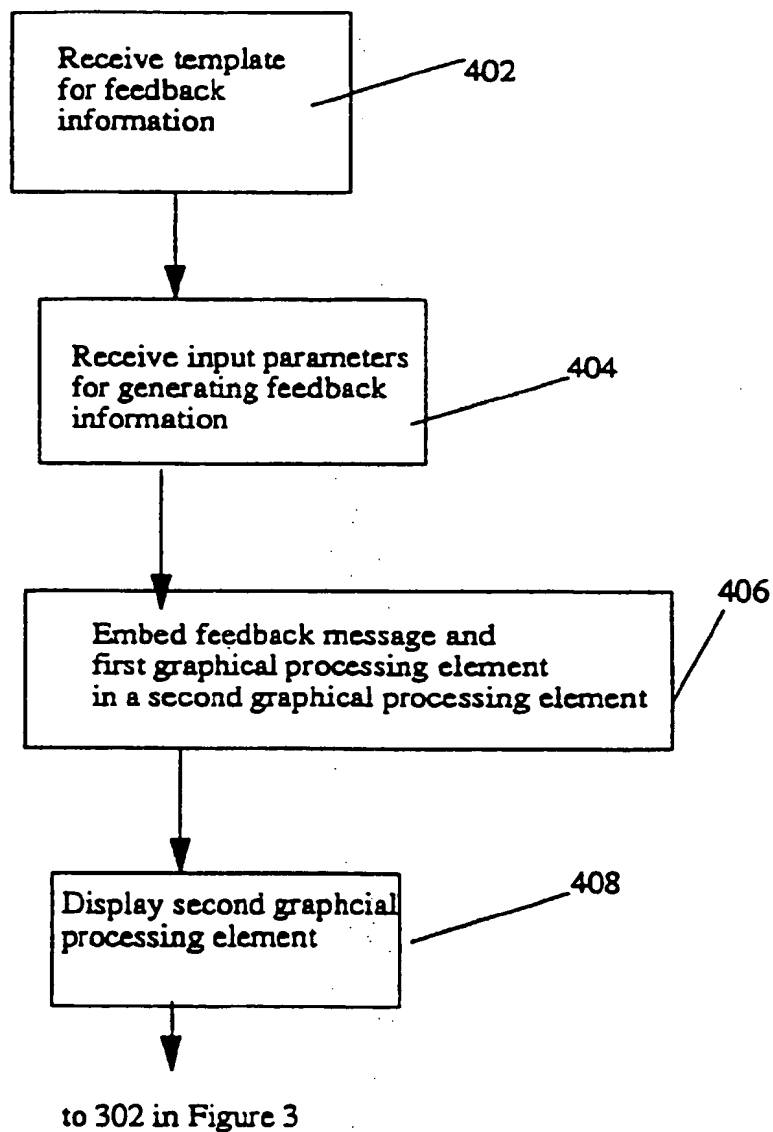 Receive template
for feedback
information
402
Receive input parameters
for generating feedback
information
404
406
Embed feedback message and
first graphical processing element
in a second graphical processing element
408
Display second graphcial
processing element
to 302 in Figure 3